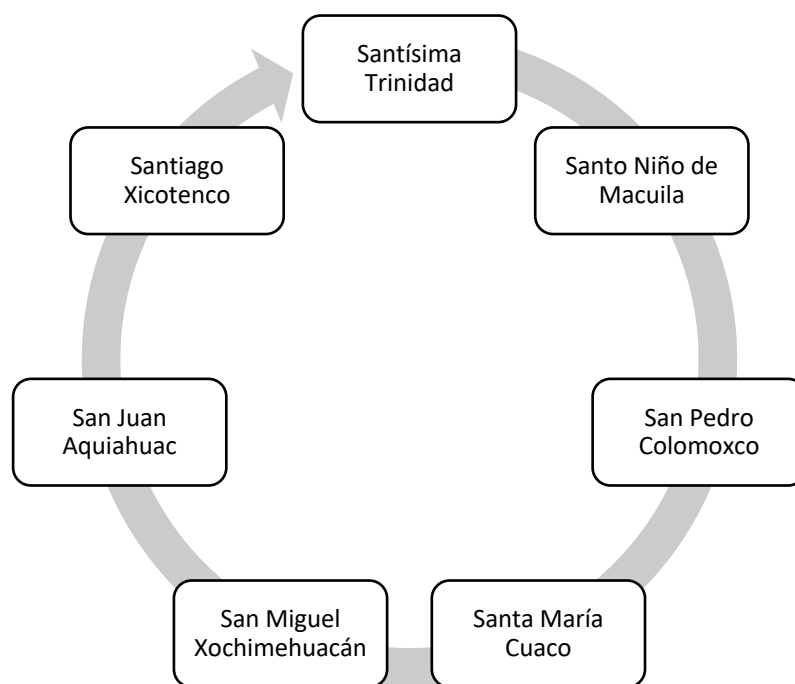 Santísima
Trinidad
Santo Niño de
Macuila
San Pedro
Colomoxco
Santa María
Cuaco
San Miguel
Xochimehuacán
San Juan
Aquiahuac
Santiago
Xicotenco